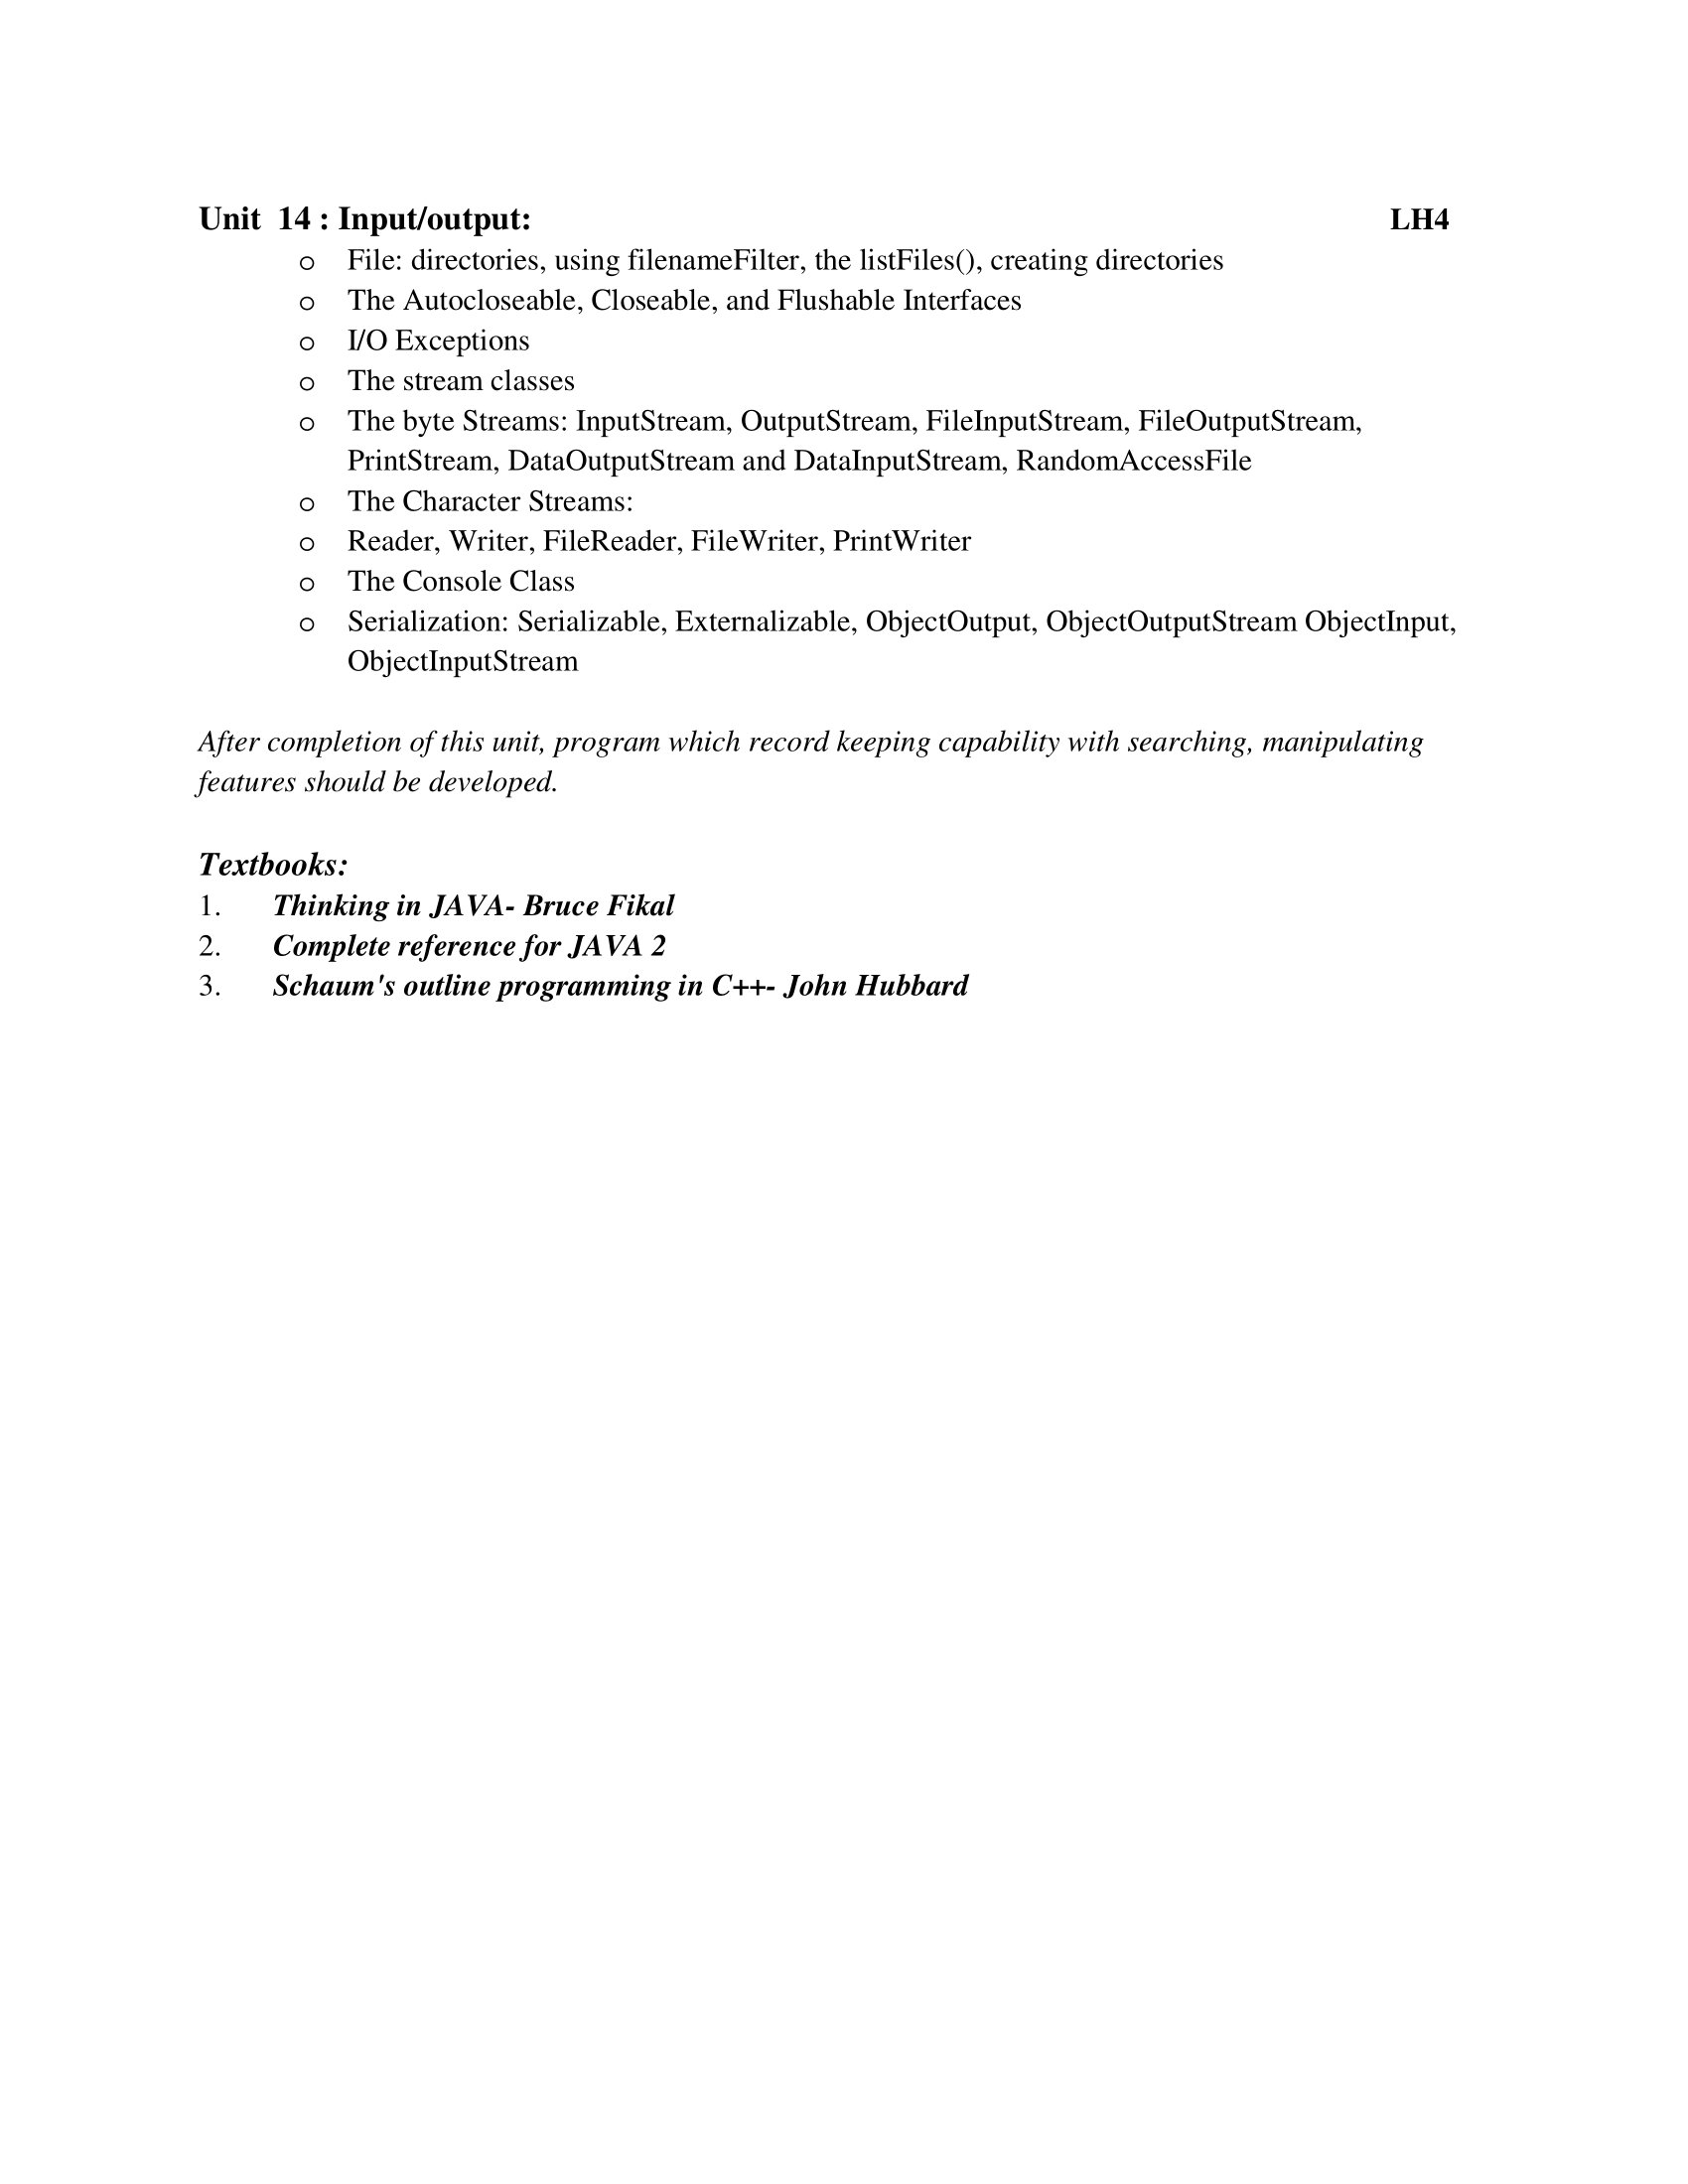 Unit  14 : Input/output: LH4
o File: directories, using filenameFilter, the listFiles(), creating directories
o The Autocloseable, Closeable, and Flushable Interfaces
o I/O Exceptions
o The stream classes
o The byte Streams: InputStream, OutputStream, FileInputStream, FileOutputStream,
PrintStream, DataOutputStream and DataInputStream, RandomAccessFile
o The Character Streams:
o Reader, Writer, FileReader, FileWriter, PrintWriter
o The Console Class
o Serialization: Serializable, Externalizable, ObjectOutput, ObjectOutputStream ObjectInput,
ObjectInputStream
After completion of this unit, program which record keeping capability with searching, manipulating
features should be developed.
Textbooks:
1. Thinking in JAVA- Bruce Fikal
2. Complete reference for JAVA 2
3. Schaum's outline programming in C++- John Hubbard